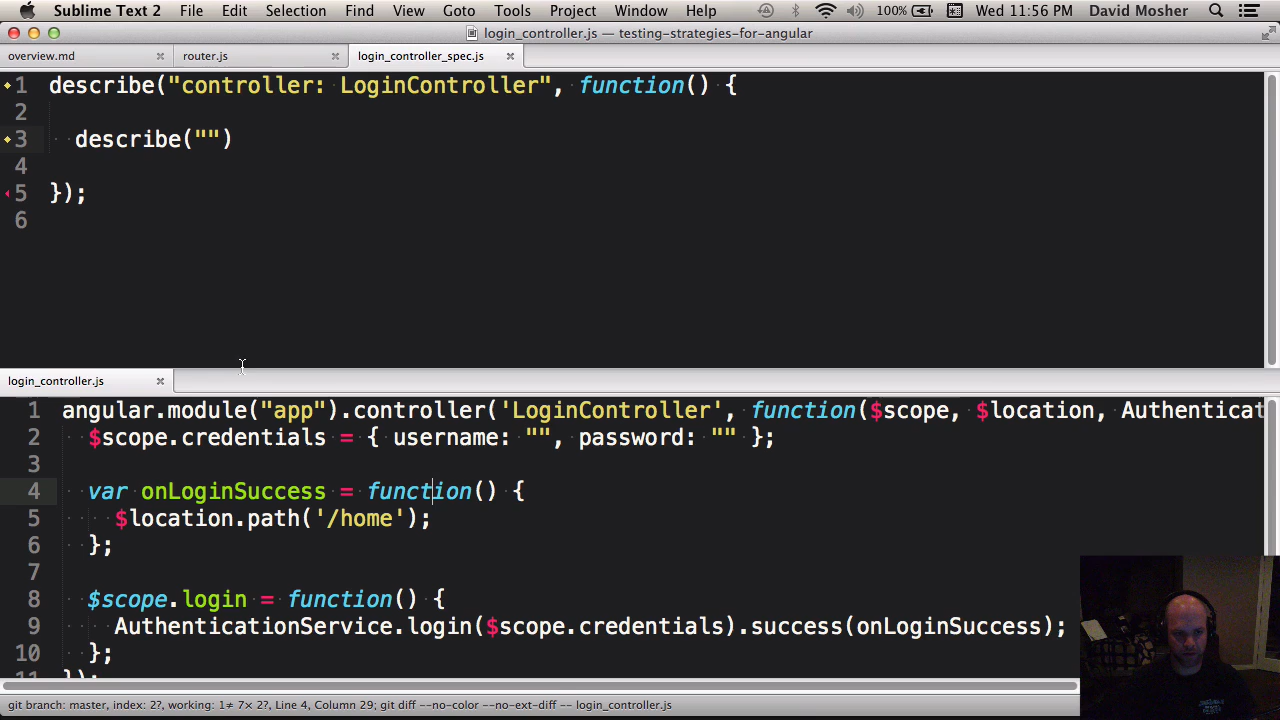 Sublime Text 2 File Edit Selection Find View Goto Tools Project Window Help 100% Wed 11:56 PM David Mosher
login_controller.js — testing-strategies-for-angular
overview.md router.js login_controller_spec.js
1 describe("controller: LoginController", function() {
2
3 describe("")
4
5 });
6
login_controller.js
1 angular.module("app").controller('LoginController', function($scope, $location, Authenticat
2 $scope.credentials = { username: "", password: "" };
3
4 var onLoginSuccess = function() {
5 $location.path('/home');
6 };
7
8 $scope.login = function() {
9 AuthenticationService.login($scope.credentials).success(onLoginSuccess);
10 };
11 });
git branch: master, index: 2?, working: 1≠ 7× 2?, Line 4, Column 29; git diff --no-color --no-ext-diff -- login_controller.js